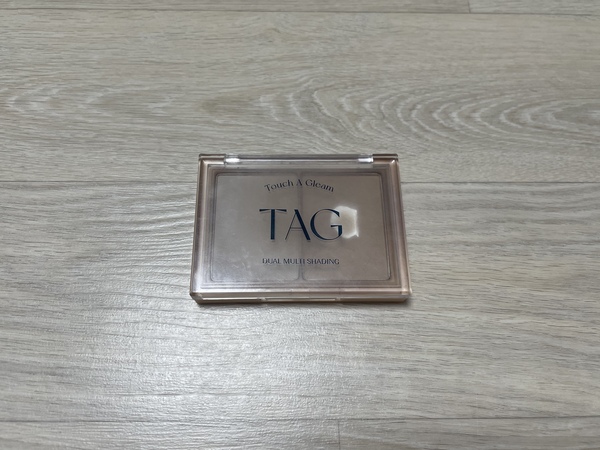 Touch A Gleam
TAG
DUAL MULTI SHADING